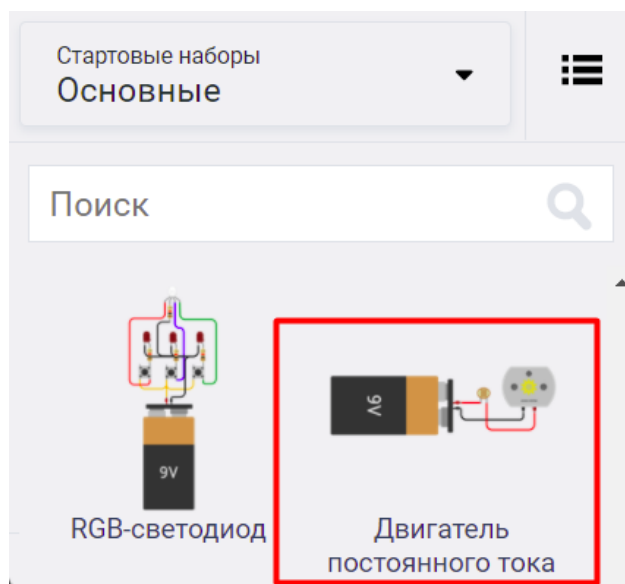 Стартовые наборы
Основные
Поиск
9V
9V
RGB-светодиод
Двигатель
постоянного тока